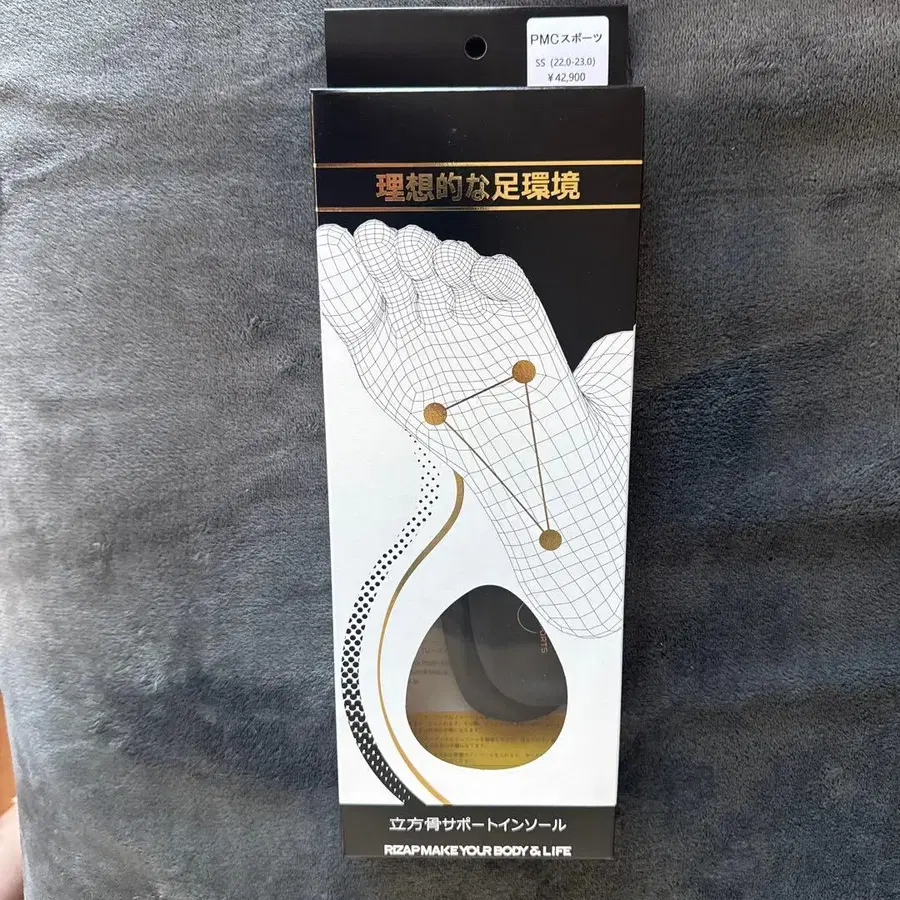 PMCスポーツ
SS (22.0-23.0)
￥42,900
理想的な足環境
ORTS
立方骨サポートインソール
RIZAP MAKE YOUR BODY & LIFE